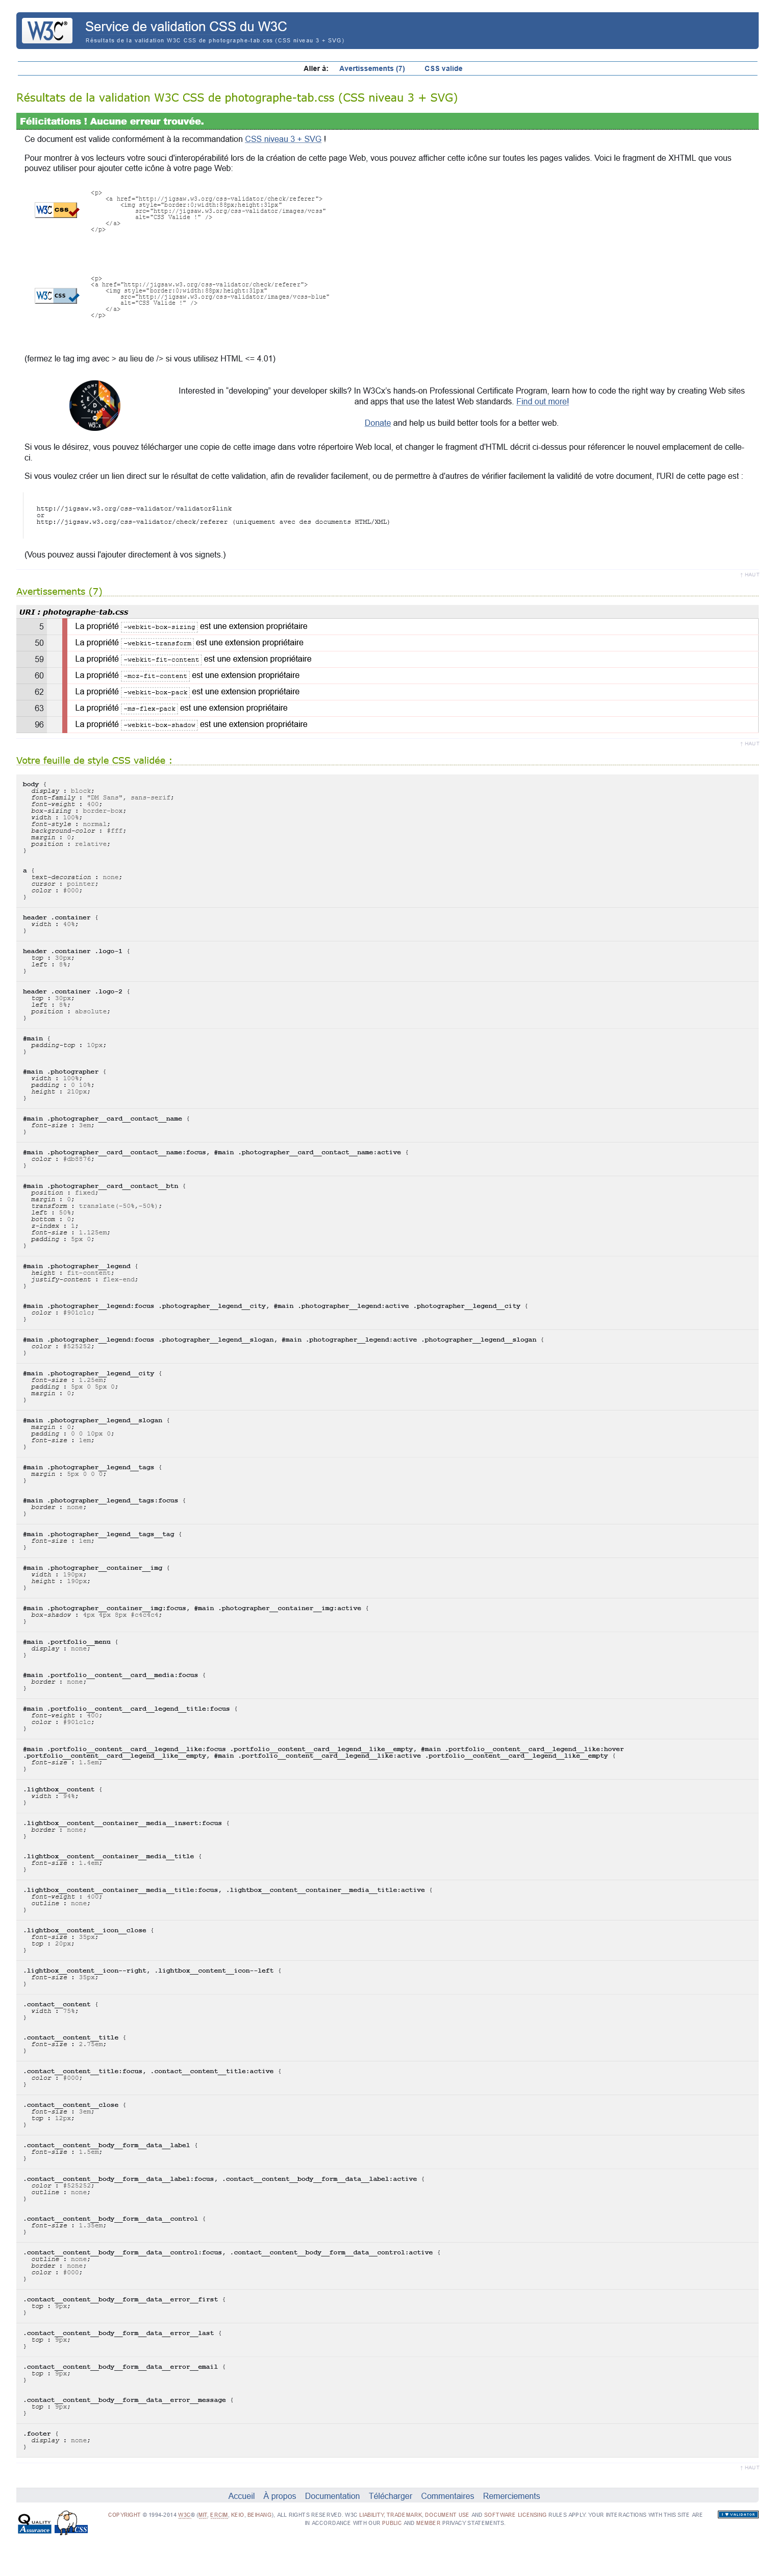 W3C® Service de validation CSS du W3C
Résultats de la validation W3C CSS de photographe-tab.css (CSS niveau 3 + SVG)
Aller à: Avertissements (7) CSS valide
Résultats de la validation W3C CSS de photographe-tab.css (CSS niveau 3 + SVG)
Félicitations ! Aucune erreur trouvée.
Ce document est valide conformément à la recommandation CSS niveau 3 + SVG !
Pour montrer à vos lecteurs votre souci d'interopérabilité lors de la création de cette page Web, vous pouvez afficher cette icône sur toutes les pages valides. Voici le fragment de XHTML que vous
pouvez utiliser pour ajouter cette icône à votre page Web:
W3C css
<p>
<a href="http://jigsaw.w3.org/css-validator/check/referer">
<img style="border:0;width:88px;height:31px"
src="http://jigsaw.w3.org/css-validator/images/vcss"
alt="CSS Valide !" />
</a>
</p>
W3C css
<p>
<a href="http://jigsaw.w3.org/css-validator/check/referer">
<img style="border:0;width:88px;height:31px"
src="http://jigsaw.w3.org/css-validator/images/vcss-blue"
alt="CSS Valide !" />
</a>
</p>
(fermez le tag img avec > au lieu de /> si vous utilisez HTML <= 4.01)
Interested in "developing" your developer skills? In W3Cx's hands-on Professional Certificate Program, learn how to code the right way by creating Web sites
and apps that use the latest Web standards. Find out more!
Donate and help us build better tools for a better web.
Si vous le désirez, vous pouvez télécharger une copie de cette image dans votre répertoire Web local, et changer le fragment d'HTML décrit ci-dessus pour référencer le nouvel emplacement de celle-
ci.
Si vous voulez créer un lien direct sur le résultat de cette validation, afin de revalider facilement, ou de permettre à d'autres de vérifier facilement la validité de votre document, l'URI de cette page est :
http://jigsaw.w3.org/css-validator/validator$link
or
http://jigsaw.w3.org/css-validator/check/referer (uniquement avec des documents HTML/XML)
(Vous pouvez aussi l'ajouter directement à vos signets.)
↑ HAUT
Avertissements (7)
URI : photographe-tab.css
5 La propriété -webkit-box-sizing est une extension propriétaire
50 La propriété -webkit-transform est une extension propriétaire
59 La propriété -webkit-fit-content est une extension propriétaire
60 La propriété -moz-fit-content est une extension propriétaire
62 La propriété -webkit-box-pack est une extension propriétaire
63 La propriété -ms-flex-pack est une extension propriétaire
96 La propriété -webkit-box-shadow est une extension propriétaire
↑ HAUT
Votre feuille de style CSS validée :
body {
display : block;
font-family : "DM Sans", sans-serif;
font-weight : 400;
box-sizing : border-box;
width : 100%;
font-style : normal;
background-color : #fff;
margin : 0;
position : relative;
}
a {
text-decoration : none;
cursor : pointer;
color : #000;
}
header .container {
width : 40%;
}
header .container .logo-1 {
top : 30px;
left : 8%;
}
header .container .logo-2 {
top : 30px;
left : 8%;
position : absolute;
}
#main {
padding-top : 10px;
}
#main .photographer {
width : 100%;
padding : 0 10%;
height : 210px;
}
#main .photographer__card__contact__name {
font-size : 3em;
}
#main .photographer__card__contact__name:focus, #main .photographer__card__contact__name:active {
color : #db8876;
}
#main .photographer__card__contact__btn {
position : fixed;
margin : 0;
transform : translate(-50%,-50%);
left : 50%;
bottom : 0;
z-index : 1;
font-size : 1.125em;
padding : 5px 0;
}
#main .photographer__legend {
height : fit-content;
justify-content : flex-end;
}
#main .photographer__legend:focus .photographer__legend__city, #main .photographer__legend:active .photographer__legend__city {
color : #901c1c;
}
#main .photographer__legend:focus .photographer__legend__slogan, #main .photographer__legend:active .photographer__legend__slogan {
color : #525252;
}
#main .photographer__legend__city {
font-size : 1.25em;
padding : 5px 0 5px 0;
margin : 0;
}
#main .photographer__legend__slogan {
margin : 0;
padding : 0 0 10px 0;
font-size : 1em;
}
#main .photographer__legend__tags {
margin : 5px 0 0 0;
}
#main .photographer__legend__tags:focus {
border : none;
}
#main .photographer__legend__tags__tag {
font-size : 1em;
}
#main .photographer__container__img {
width : 190px;
height : 190px;
}
#main .photographer__container__img:focus, #main .photographer__container__img:active {
box-shadow : 4px 4px 8px #c4c4c4;
}
#main .portfolio__menu {
display : none;
}
#main .portfolio__content__card__media:focus {
border : none;
}
#main .portfolio__content__card__legend__title:focus {
font-weight : 400;
color : #901c1c;
}
#main .portfolio__content__card__legend__like:focus .portfolio__content__card__legend__like__empty, #main .portfolio__content__card__legend__like:hover
.portfolio__content__card__legend__like__empty, #main .portfolio__content__card__legend__like:active .portfolio__content__card__legend__like__empty {
font-size : 1.5em;
}
.lightbox__content {
width : 94%;
}
.lightbox__content__container__media__insert:focus {
border : none;
}
.lightbox__content__container__media__title {
font-size : 1.4em;
}
.lightbox__content__container__media__title:focus, .lightbox__content__container__media__title:active {
font-weight : 400;
outline : none;
}
.lightbox__content__icon__close {
font-size : 35px;
top : 20px;
}
.lightbox__content__icon--right, .lightbox__content__icon--left {
font-size : 35px;
}
.contact__content {
width : 75%;
}
.contact__content__title {
font-size : 2.75em;
}
.contact__content__title:focus, .contact__content__title:active {
color : #000;
}
.contact__content__close {
font-size : 3em;
top : 12px;
}
.contact__content__body__form__data__label {
font-size : 1.5em;
}
.contact__content__body__form__data__label:focus, .contact__content__body__form__data__label:active {
color : #525252;
outline : none;
}
.contact__content__body__form__data__control {
font-size : 1.35em;
}
.contact__content__body__form__data__control:focus, .contact__content__body__form__data__control:active {
outline : none;
border : none;
color : #000;
}
.contact__content__body__form__data__error__first {
top : 9px;
}
.contact__content__body__form__data__error__last {
top : 9px;
}
.contact__content__body__form__data__error__email {
top : 9px;
}
.contact__content__body__form__data__error__message {
top : 9px;
}
.footer {
display : none;
}
↑ HAUT
Accueil À propos Documentation Télécharger Commentaires Remerciements
QUALITY Assurance CSS
COPYRIGHT © 1994-2014 W3C® (MIT, ERCIM, KEIO, BEIHANG), ALL RIGHTS RESERVED. W3C LIABILITY, TRADEMARK, DOCUMENT USE AND SOFTWARE LICENSING RULES APPLY. YOUR INTERACTIONS WITH THIS SITE ARE
IN ACCORDANCE WITH OUR PUBLIC AND MEMBER PRIVACY STATEMENTS.
I ♥ VALIDATOR